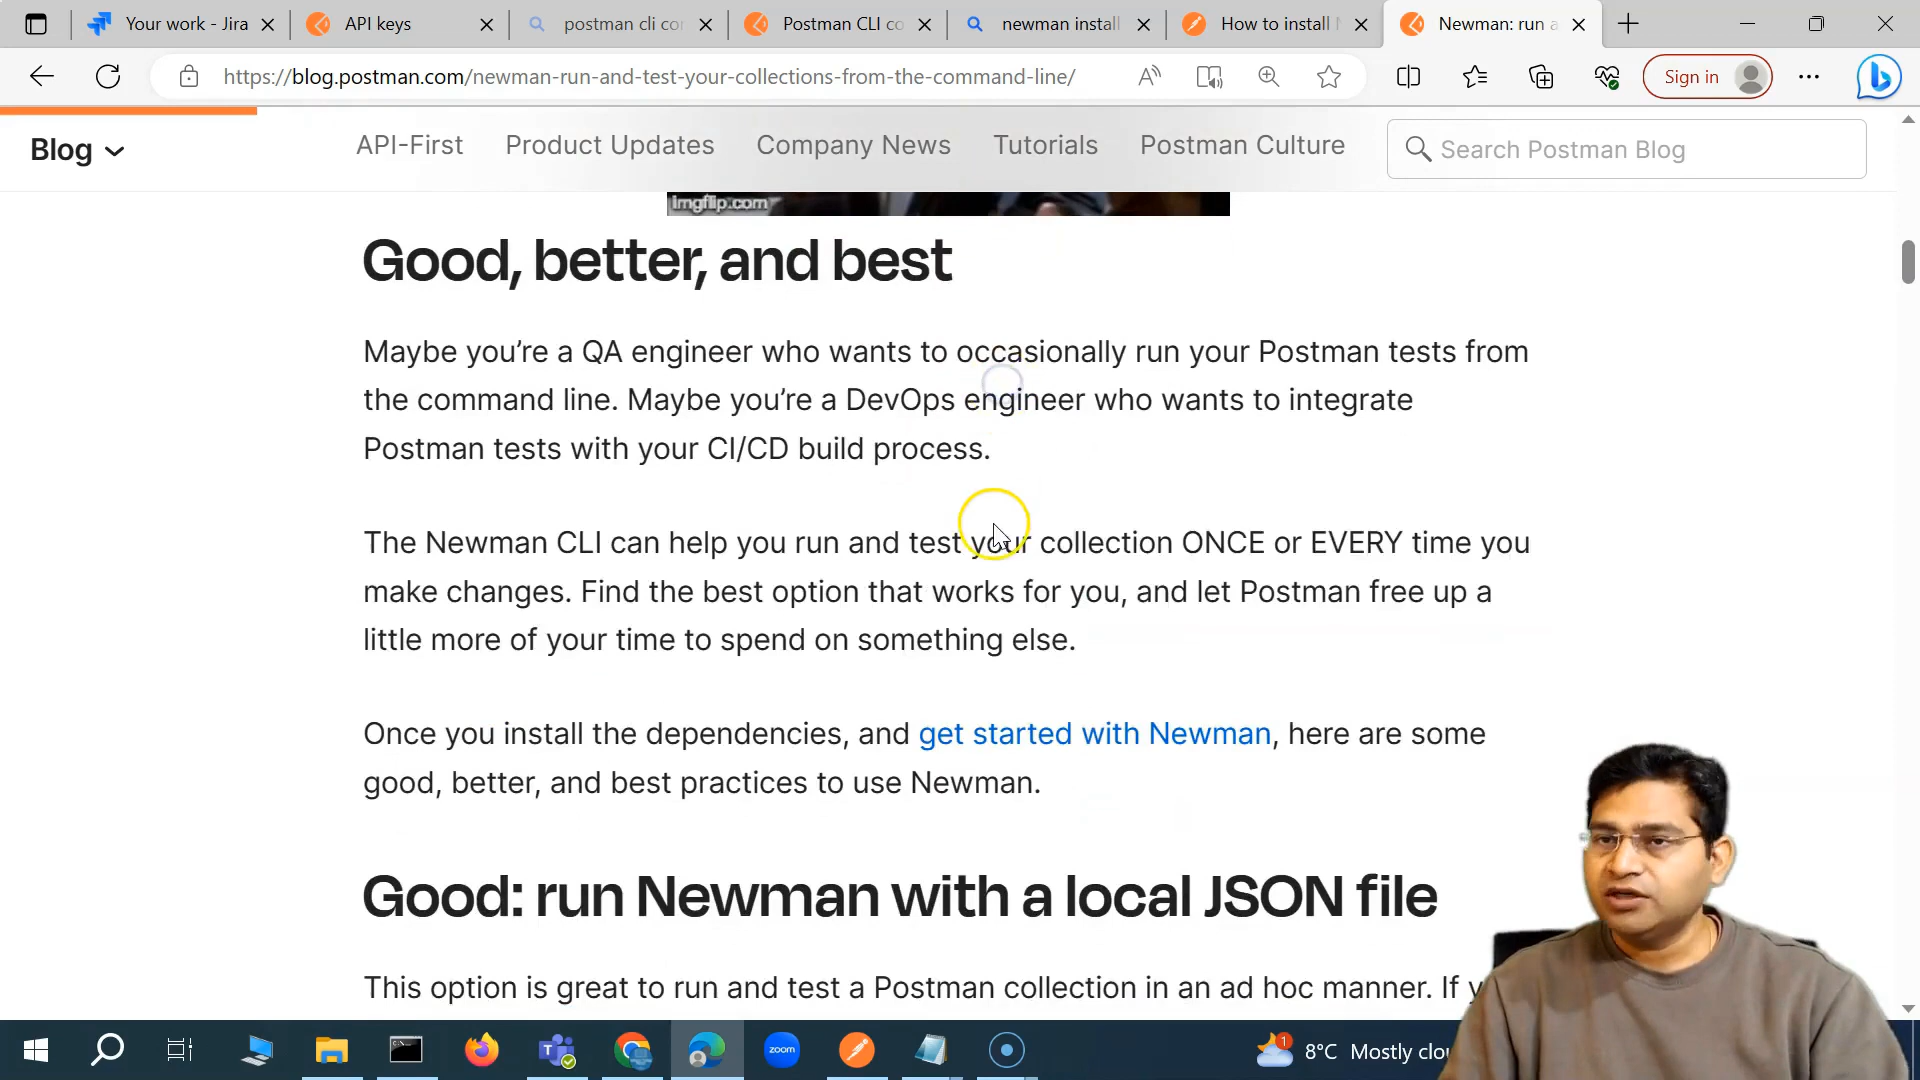 Your work - Jira
API keys
postman cli co
Postman CLI co
newman install
How to install
Newman: run a
https://blog.postman.com/newman-run-and-test-your-collections-from-the-command-line/
Sign in
Blog
API-First
Product Updates
Company News
Tutorials
Postman Culture
Search Postman Blog
imgflip.com
Good, better, and best
Maybe you’re a QA engineer who wants to occasionally run your Postman tests from
the command line. Maybe you’re a DevOps engineer who wants to integrate
Postman tests with your CI/CD build process.
The Newman CLI can help you run and test your collection ONCE or EVERY time you
make changes. Find the best option that works for you, and let Postman free up a
little more of your time to spend on something else.
Once you install the dependencies, and get started with Newman, here are some
good, better, and best practices to use Newman.
Good: run Newman with a local JSON file
This option is great to run and test a Postman collection in an ad hoc manner. If
zoom
1
8°C Mostly clou